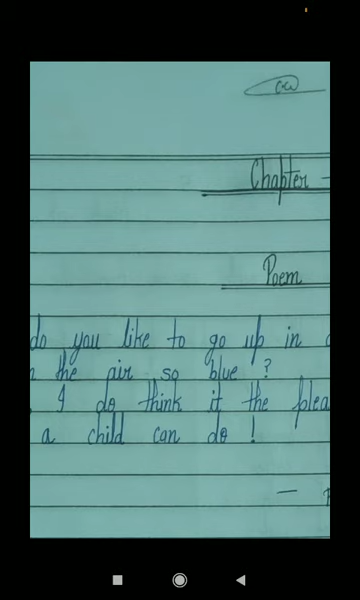 cw
Chapter -
Poem
do you like to go up in
the air so blue ?
I do think it the plea
a child can do !
—